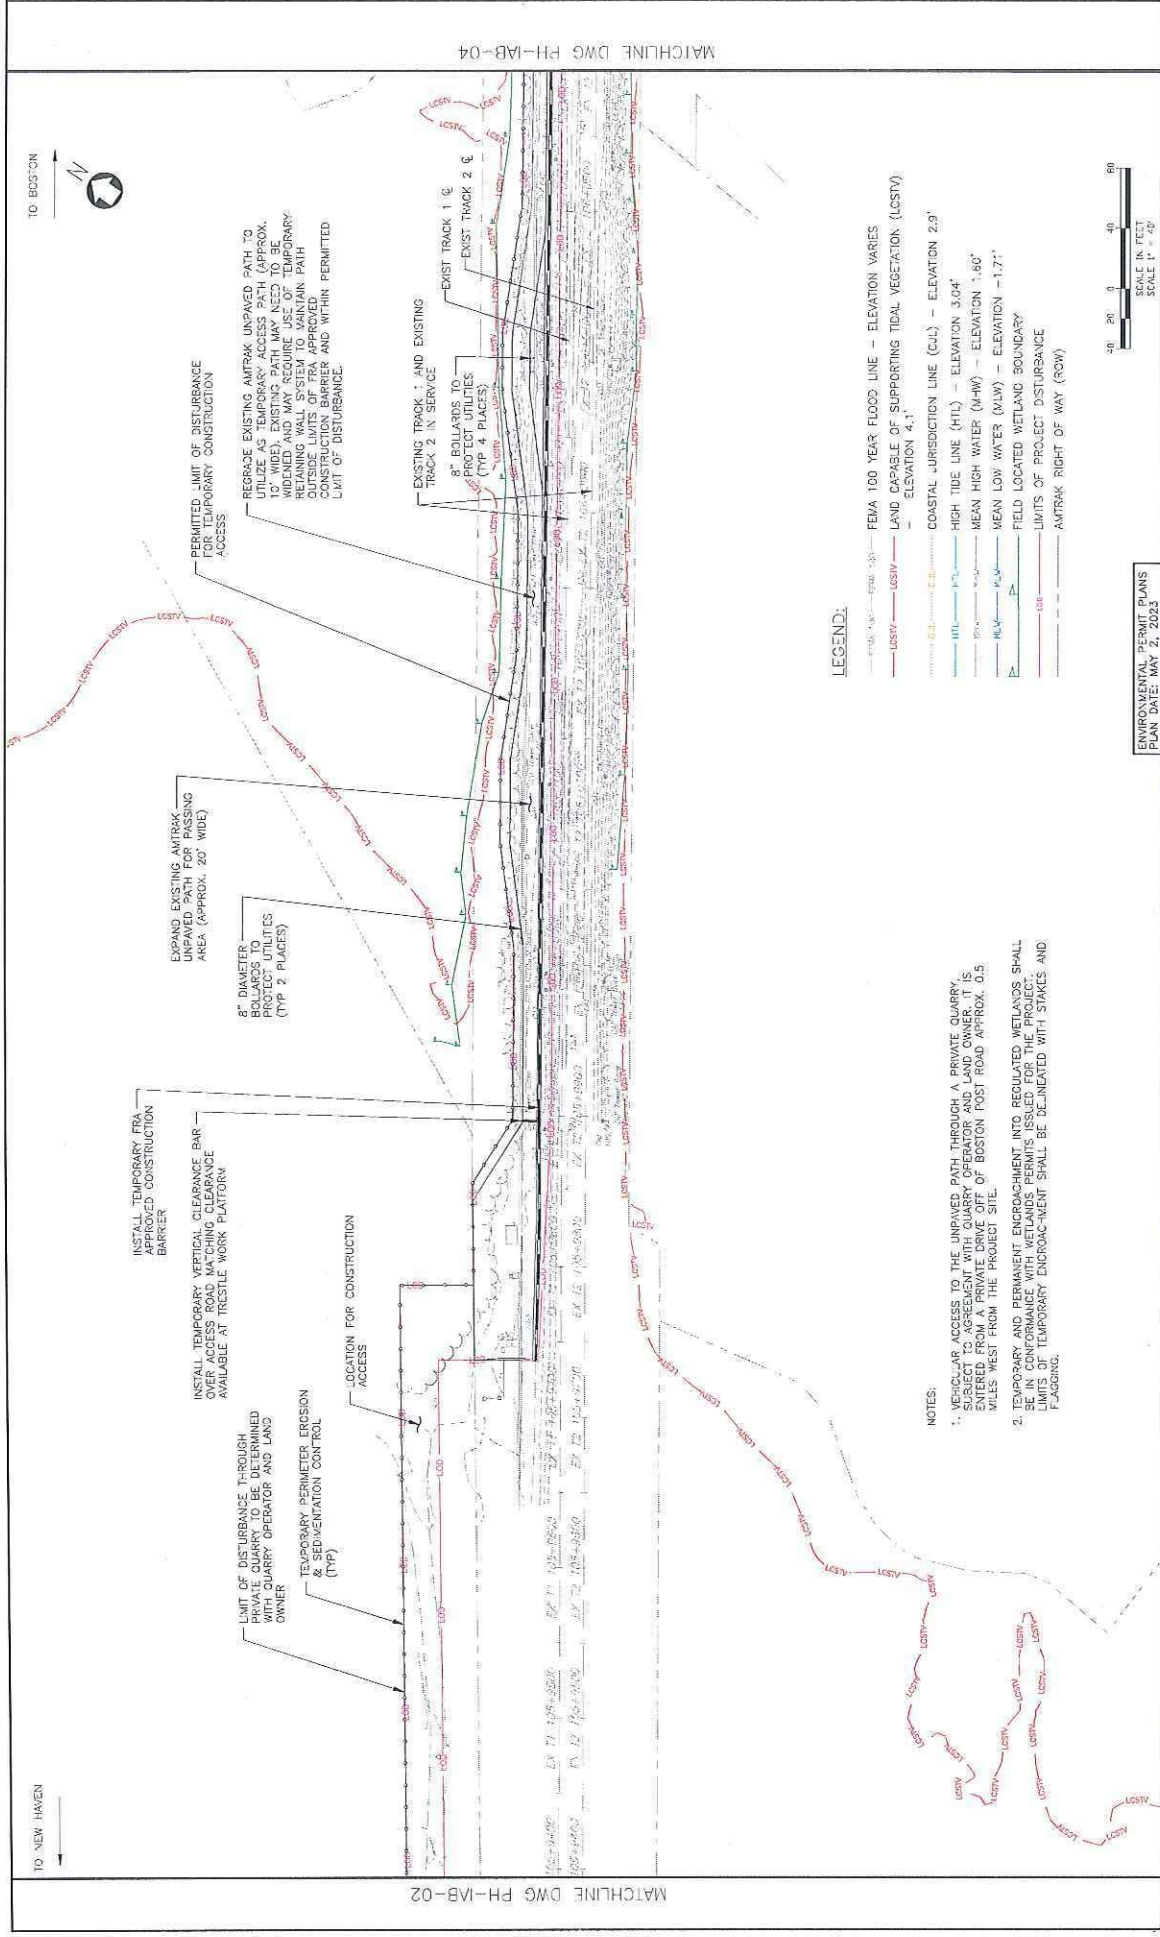 TO NEW HAVEN
TO BOSTON
N
MATCHLINE DWG PH-IAB-02
MATCHLINE DWG PH-IAB-04
LIMIT OF DISTURBANCE THROUGH
PRIVATE QUARRY TO BE DETERMINED
WITH QUARRY OPERATOR AND LAND
OWNER
TEMPORARY PERIMETER EROSION
& SEDIMENTATION CONTROL
(TYP)
LOCATION FOR CONSTRUCTION
ACCESS
INSTALL TEMPORARY VERTICAL CLEARANCE BAR
OVER ACCESS ROAD MATCHING CLEARANCE
AVAILABLE AT TRESTLE WORK PLATFORM
INSTALL TEMPORARY FRA
APPROVED CONSTRUCTION
BARRIER
8" DIAMETER
BOLLARDS TO
PROTECT UTILITIES
(TYP 2 PLACES)
EXPAND EXISTING AMTRAK
UNPAVED PATH FOR PASSING
AREA (APPROX. 20' WIDE)
PERMITTED LIMIT OF DISTURBANCE
FOR TEMPORARY CONSTRUCTION
ACCESS
REGRADE EXISTING AMTRAK UNPAVED PATH TO
UTILIZE AS TEMPORARY ACCESS PATH (APPROX.
10' WIDE). EXISTING PATH MAY NEED TO BE
WIDENED AND MAY REQUIRE USE OF TEMPORARY
RETAINING WALL SYSTEM TO MAINTAIN PATH
OUTSIDE LIMITS OF FRA APPROVED
CONSTRUCTION BARRIER AND WITHIN PERMITTED
LIMIT OF DISTURBANCE.
EXISTING TRACK 1 AND EXISTING
TRACK 2 IN SERVICE
8" BOLLARDS TO
PROTECT UTILITIES
(TYP 4 PLACES)
EXIST TRACK 1 ℄
EXIST TRACK 2 ℄
LCSTV
LOD
NOTES:
1. VEHICULAR ACCESS TO THE UNPAVED PATH THROUGH A PRIVATE QUARRY,
SUBJECT TO AGREEMENT WITH QUARRY OPERATOR AND LAND OWNER. IT IS
ENTERED FROM A PRIVATE DRIVE OFF OF BOSTON POST ROAD APPROX. 0.5
MILES WEST FROM THE PROJECT SITE.
2. TEMPORARY AND PERMANENT ENCROACHMENT INTO REGULATED WETLANDS SHALL
BE IN CONFORMANCE WITH WETLANDS PERMITS ISSUED FOR THE PROJECT.
LIMITS OF TEMPORARY ENCROACHMENT SHALL BE DELINEATED WITH STAKES AND
FLAGGING.
LEGEND:
FEMA 100 YEAR FLOOD LINE - ELEVATION VARIES
LCSTV LAND CAPABLE OF SUPPORTING TIDAL VEGETATION (LCSTV)
- ELEVATION 4.1'
COASTAL JURISDICTION LINE (CJL) - ELEVATION 2.9'
HTL HTL HIGH TIDE LINE (HTL) - ELEVATION 3.04'
MEAN HIGH WATER (MHW) - ELEVATION 1.60'
MLW MLW MEAN LOW WATER (MLW) - ELEVATION -1.71'
FIELD LOCATED WETLAND BOUNDARY
LOD LIMITS OF PROJECT DISTURBANCE
AMTRAK RIGHT OF WAY (ROW)
40 20 0 40 80
SCALE IN FEET
SCALE 1" = 40'
ENVIRONMENTAL PERMIT PLANS
PLAN DATE: MAY 2, 2023